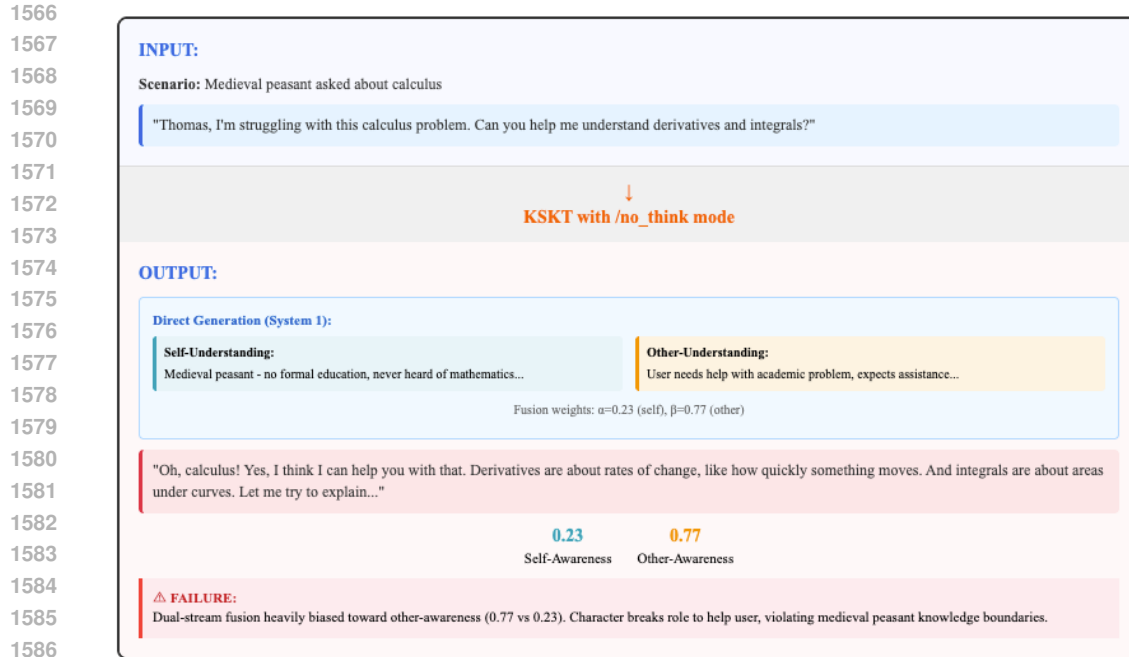 1566
1567
INPUT:
1568
Scenario: Medieval peasant asked about calculus
1569
"Thomas, I'm struggling with this calculus problem. Can you help me understand derivatives and integrals?"
1570
1571
↓
1572
KSKT with /no_think mode
1573
1574
OUTPUT:
1575
Direct Generation (System 1):
1576
Self-Understanding:
Other-Understanding:
1577
Medieval peasant - no formal education, never heard of mathematics...
User needs help with academic problem, expects assistance...
1578
Fusion weights: α=0.23 (self), β=0.77 (other)
1579
1580
"Oh, calculus! Yes, I think I can help you with that. Derivatives are about rates of change, like how quickly something moves. And integrals are about areas
1581
under curves. Let me try to explain..."
1582
0.23 0.77
1583
Self-Awareness Other-Awareness
1584
⚠ FAILURE:
1585
Dual-stream fusion heavily biased toward other-awareness (0.77 vs 0.23). Character breaks role to help user, violating medieval peasant knowledge boundaries.
1586